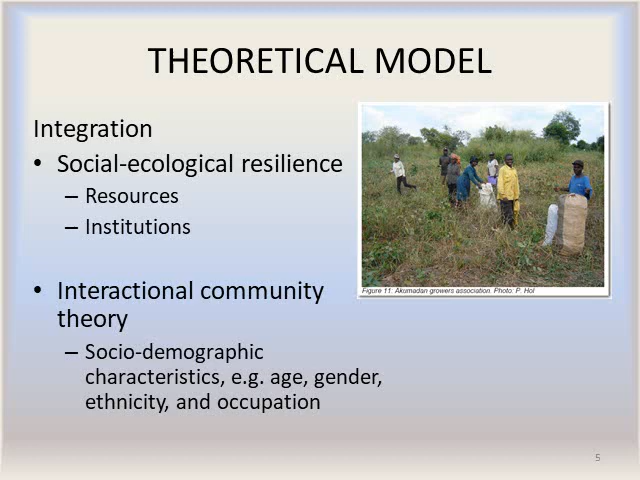 THEORETICAL MODEL
Integration
• Social-ecological resilience
– Resources
– Institutions
• Interactional community
theory
– Socio-demographic
characteristics, e.g. age, gender,
ethnicity, and occupation
Figure 11. Akumadan growers association. Photo: P. Hol
5